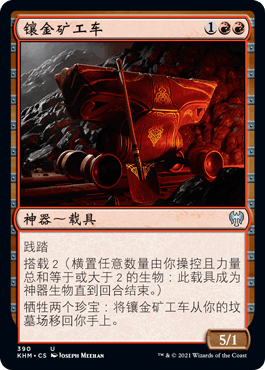 镶金矿工车 1
神器～载具
践踏
搭载2（横置任意数量由你操控且力量
总和等于或大于2的生物：此载具成为
神器生物直到回合结束。）
牺牲两个珍宝：将镶金矿工车从你的坟
墓场移回你手上。
5/1
390 U
KHM • CS JOSEPH MEEHAN
™ & © 2021 Wizards of the Coast